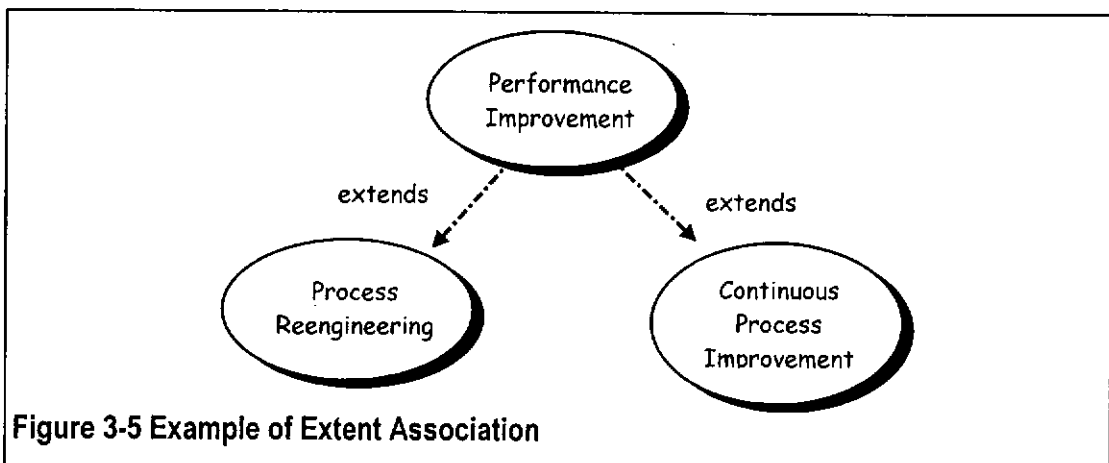 Performance
Improvement
extends
extends
Process
Reengineering
Continuous
Process
Improvement
Figure 3-5 Example of Extent Association